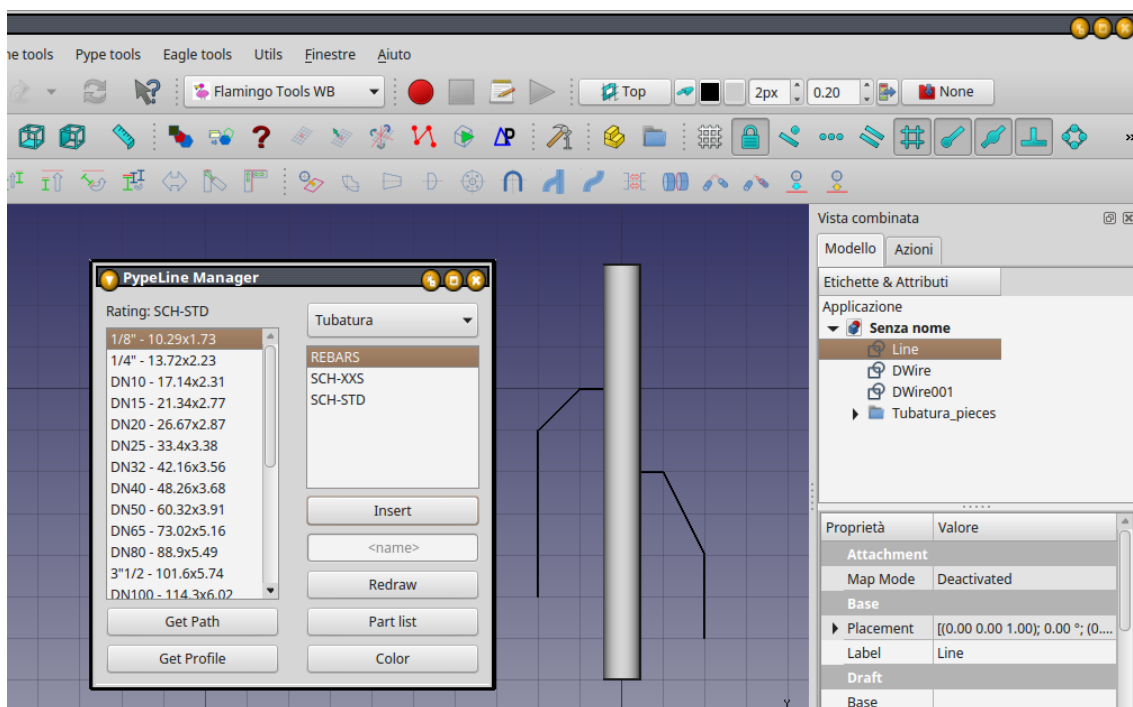 ne tools Pype tools Eagle tools Utils Finestre Aiuto
Flamingo Tools WB Top 2px 0.20 None
Vista combinata
Modello Azioni
Etichette & Attributi
Applicazione
Senza nome
Line
DWire
DWire001
Tubatura_pieces
PypeLine Manager
Rating: SCH-STD
1/8" - 10.29x1.73
1/4" - 13.72x2.23
DN10 - 17.14x2.31
DN15 - 21.34x2.77
DN20 - 26.67x2.87
DN25 - 33.4x3.38
DN32 - 42.16x3.56
DN40 - 48.26x3.68
DN50 - 60.32x3.91
DN65 - 73.02x5.16
DN80 - 88.9x5.49
3"1/2 - 101.6x5.74
DN100 - 114.3x6.02
Get Path
Get Profile
Tubatura
REBARS
SCH-XXS
SCH-STD
Insert
<name>
Redraw
Part list
Color
Proprietà Valore
Attachment
Map Mode Deactivated
Base
Placement [(0.00 0.00 1.00); 0.00 °; (0....
Label Line
Draft
Base
Y